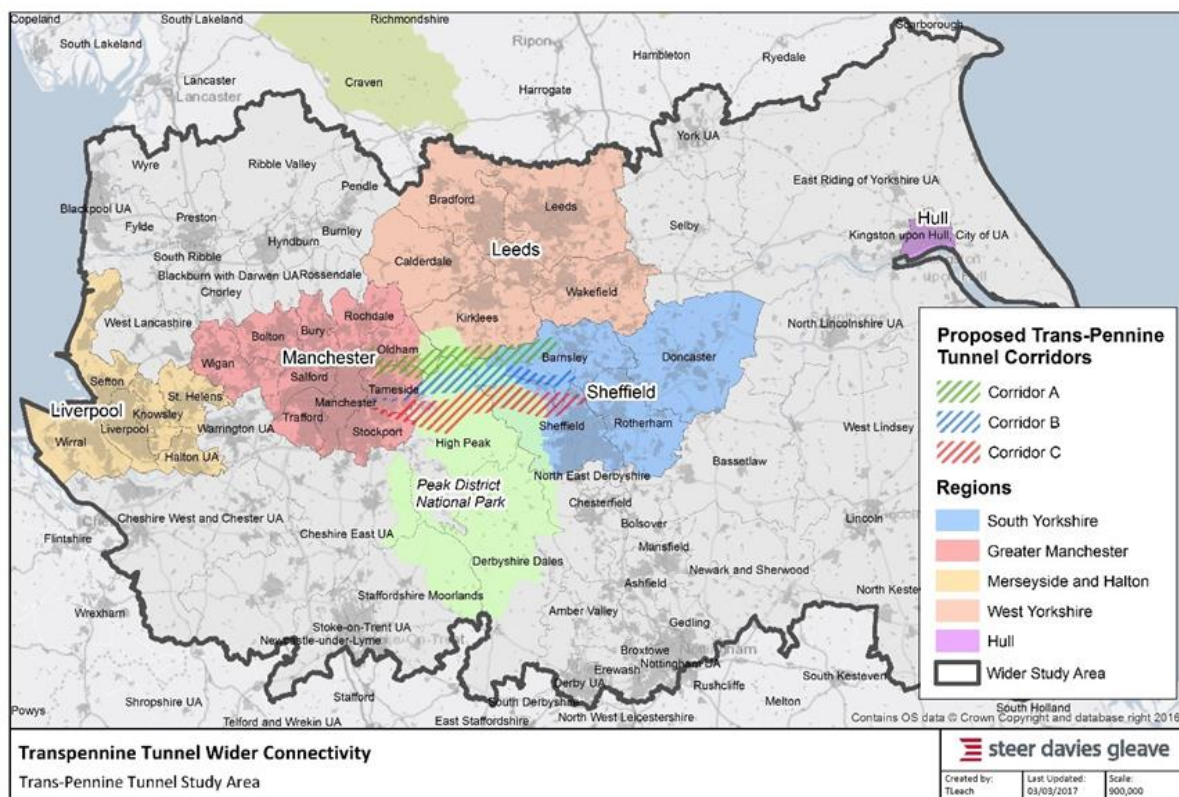 Copeland
South Lakeland
Richmondshire
Scarborough
South Lakeland
Ripon
Hambleton
Ryedale
Lancaster
Lancaster
Craven
Harrogate
York UA
Wyre
Ribble Valley
Pendle
Bradford
Leeds
East Riding of Yorkshire UA
Blackpool UA
Fylde
Preston
Burnley
Hyndburn
Selby
Hull
Kingston upon Hull, City of UA
South Ribble
Blackburn with Darwen UA
Rossendale
Chorley
Calderdale
Leeds
Wakefield
West Lancashire
Rochdale
Bury
Bolton
Kirklees
North Lincolnshire UA
Wigan
Manchester
Oldham
Barnsley
Doncaster
Salford
Sefton
St. Helens
Tameside
Sheffield
Liverpool
Knowsley
Liverpool
Manchester
Trafford
Warrington UA
Stockport
Sheffield
Rotherham
West Lindsey
Wirral
Halton UA
High Peak
Bassetlaw
North East Derbyshire
Peak District
National Park
Chesterfield
Cheshire West and Chester UA
Bolsover
Lincoln
Flintshire
Cheshire East UA
Mansfield
Derbyshire Dales
Newark and Sherwood
Ashfield
North Kesteven
Staffordshire Moorlands
Wrexham
Amber Valley
Gedling
Stoke-on-Trent UA
Newcastle-under-Lyme
Broxtowe
Nottingham UA
Erewash
Derby UA
Rushcliffe
South Kesteven
Stafford
South Derbyshire
Melton
Shropshire UA
Powys
Telford and Wrekin UA
East Staffordshire
North West Leicestershire
South Holland
Proposed Trans-Pennine
Tunnel Corridors
Corridor A
Corridor B
Corridor C
Regions
South Yorkshire
Greater Manchester
Merseyside and Halton
West Yorkshire
Hull
Wider Study Area
Contains OS data © Crown Copyright and database right 2016
Transpennine Tunnel Wider Connectivity
Trans-Pennine Tunnel Study Area
steer davies gleave
Created by:
TLeach
Last Updated:
03/03/2017
Scale:
900,000